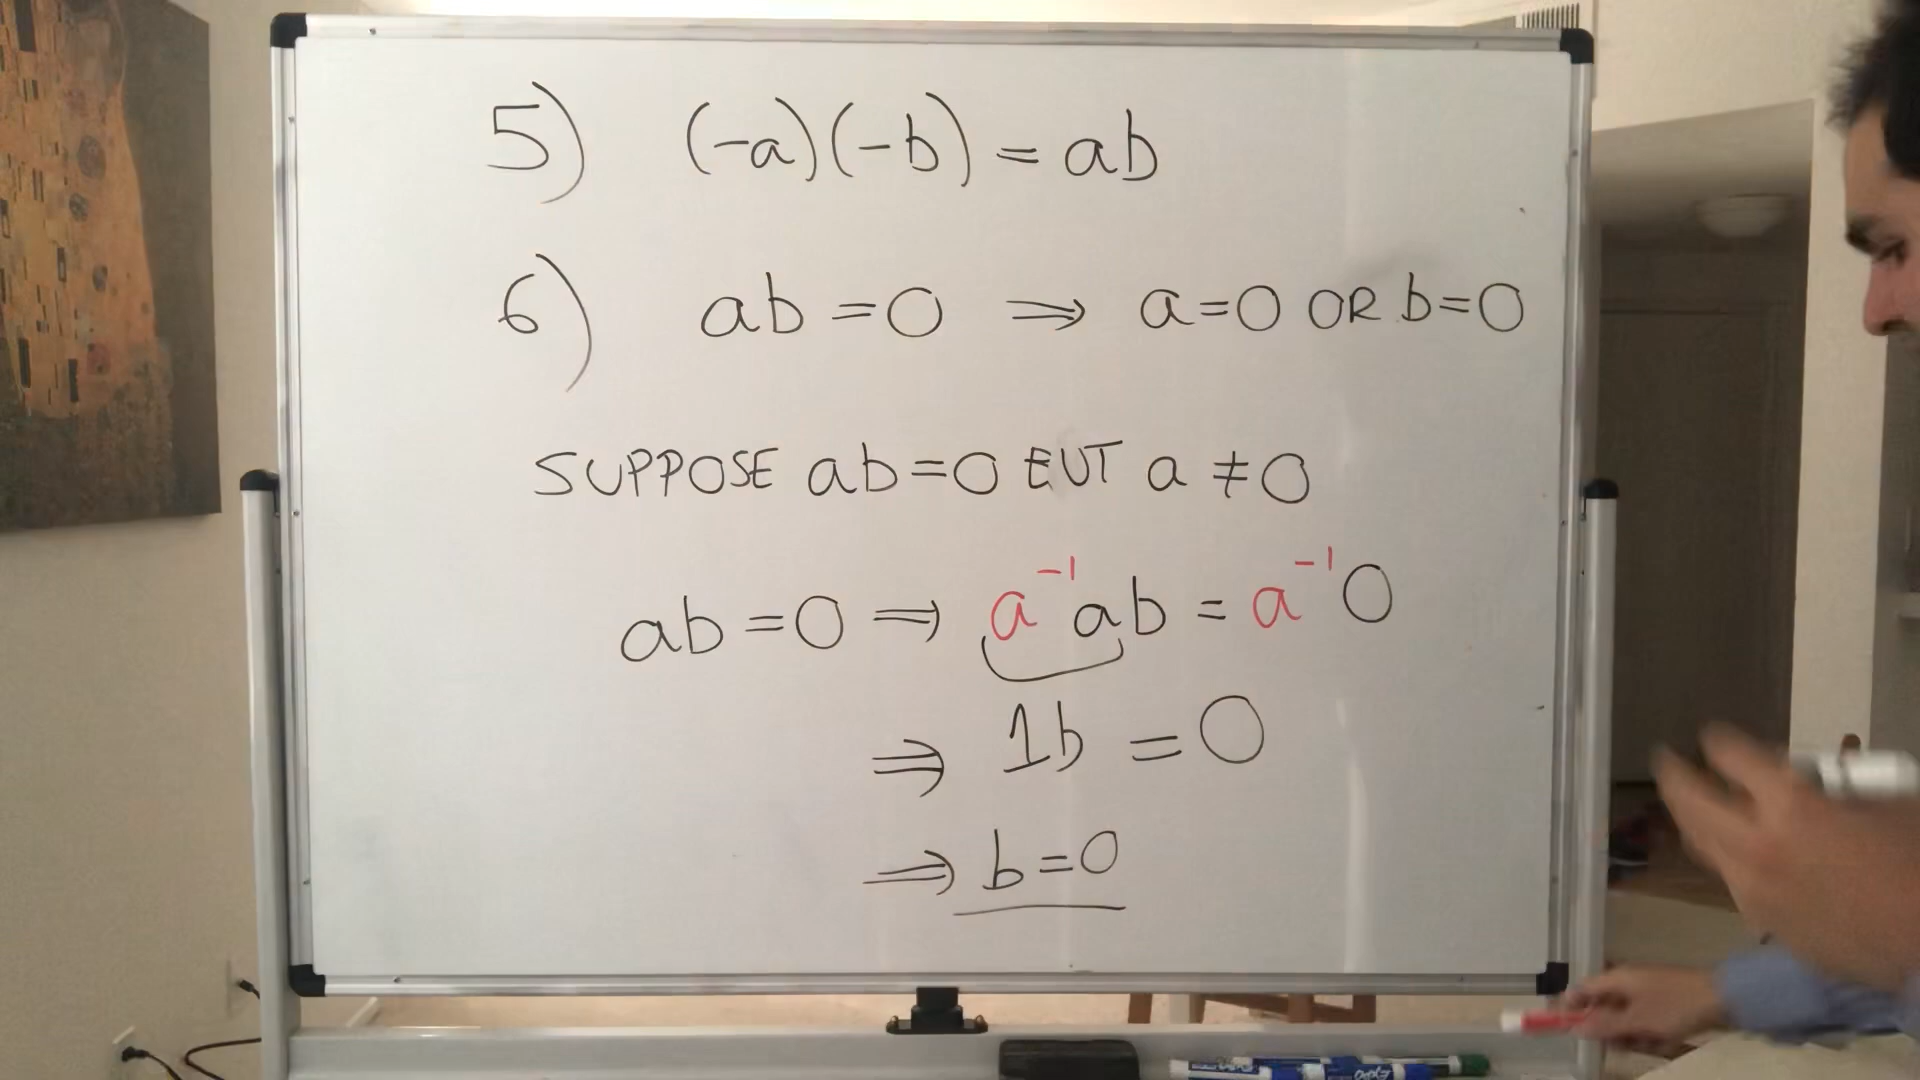 5) (-a)(-b) = ab
6) ab = 0 ⇒ a = 0 OR b = 0
SUPPOSE ab = 0 BUT a ≠ 0
ab = 0 ⇒ a⁻¹ab = a⁻¹0
⇒ 1b = 0
⇒ b = 0